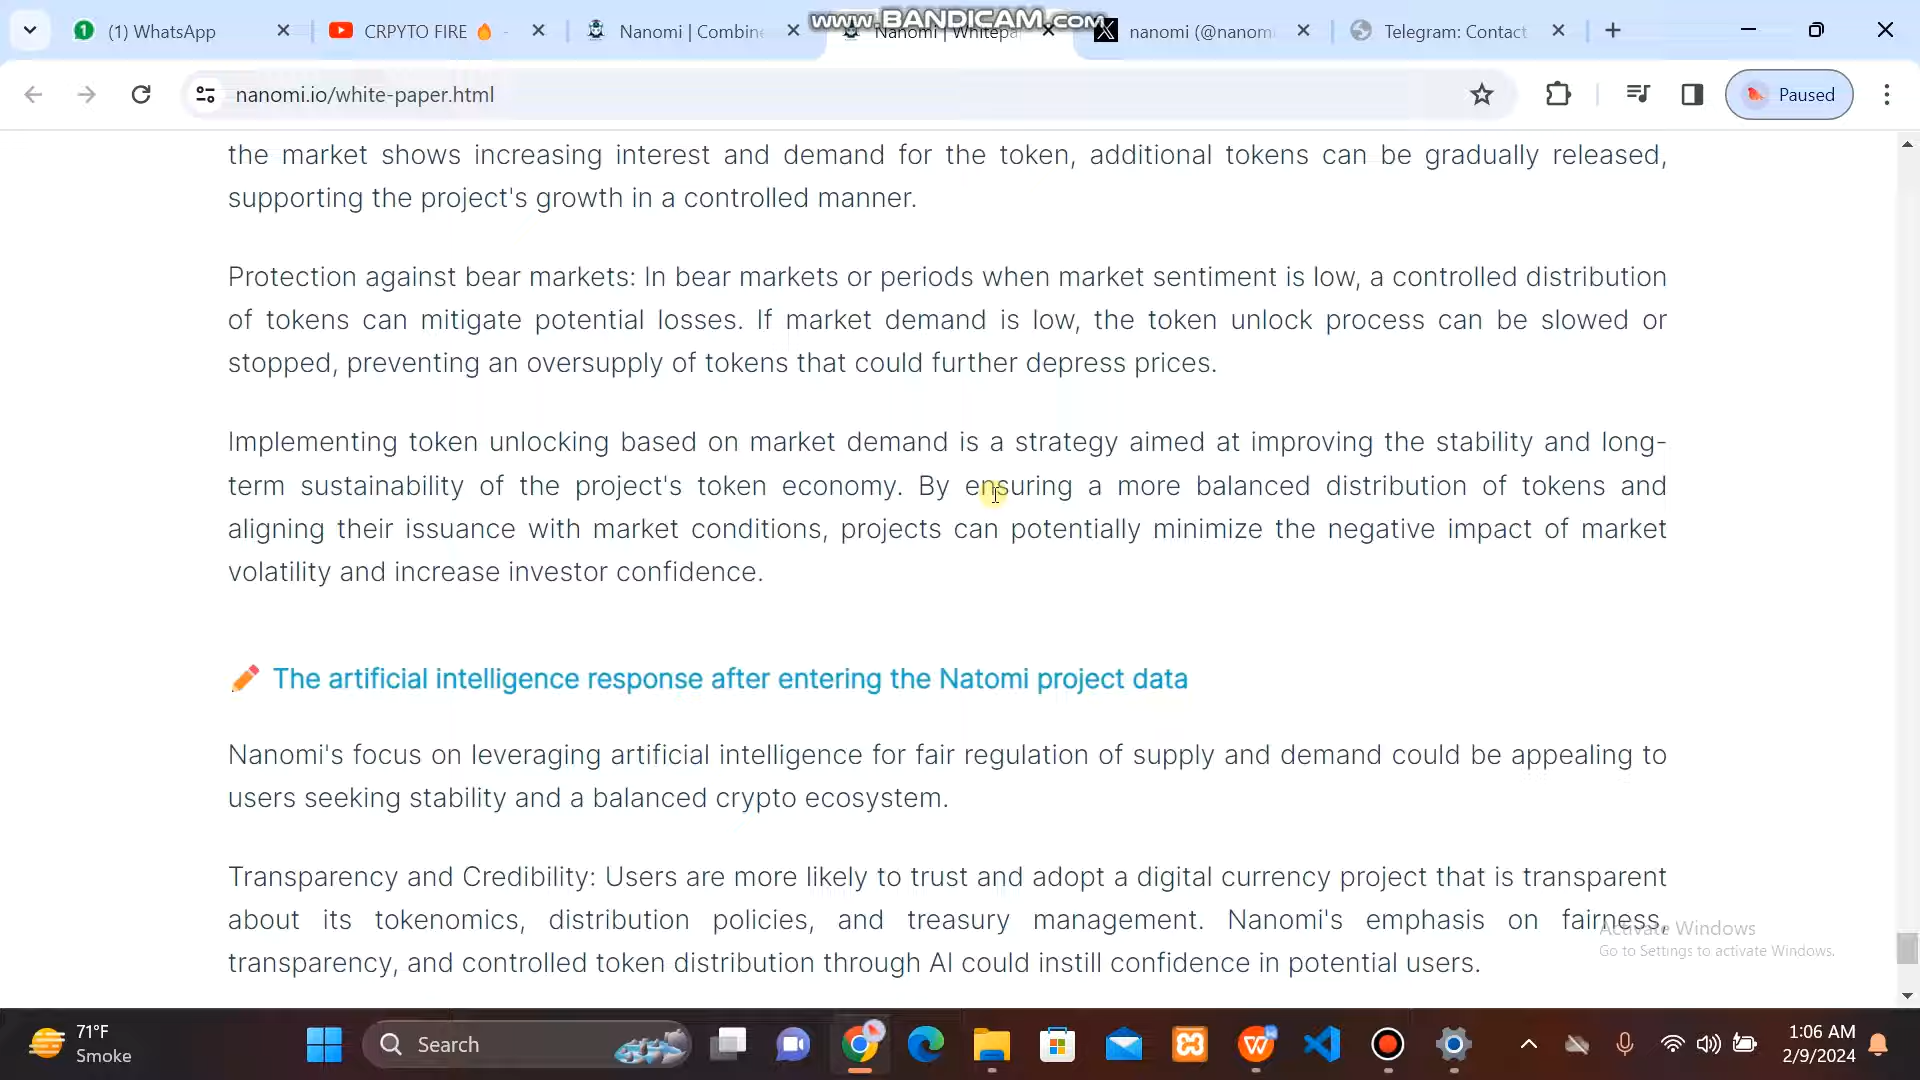 www.BANDICAM.com
(1) WhatsApp
CRPYTO FIRE 🔥 -
Nanomi | Combine
Nanomi | Whitepa
nanomi (@nanomi
Telegram: Contact
nanomi.io/white-paper.html
Paused
the market shows increasing interest and demand for the token, additional tokens can be gradually released,
supporting the project's growth in a controlled manner.
Protection against bear markets: In bear markets or periods when market sentiment is low, a controlled distribution
of tokens can mitigate potential losses. If market demand is low, the token unlock process can be slowed or
stopped, preventing an oversupply of tokens that could further depress prices.
Implementing token unlocking based on market demand is a strategy aimed at improving the stability and long-
term sustainability of the project's token economy. By ensuring a more balanced distribution of tokens and
aligning their issuance with market conditions, projects can potentially minimize the negative impact of market
volatility and increase investor confidence.
The artificial intelligence response after entering the Natomi project data
Nanomi's focus on leveraging artificial intelligence for fair regulation of supply and demand could be appealing to
users seeking stability and a balanced crypto ecosystem.
Transparency and Credibility: Users are more likely to trust and adopt a digital currency project that is transparent
about its tokenomics, distribution policies, and treasury management. Nanomi's emphasis on fairness,
transparency, and controlled token distribution through AI could instill confidence in potential users.
Activate Windows
Go to Settings to activate Windows.
71°F
Smoke
Search
1:06 AM
2/9/2024